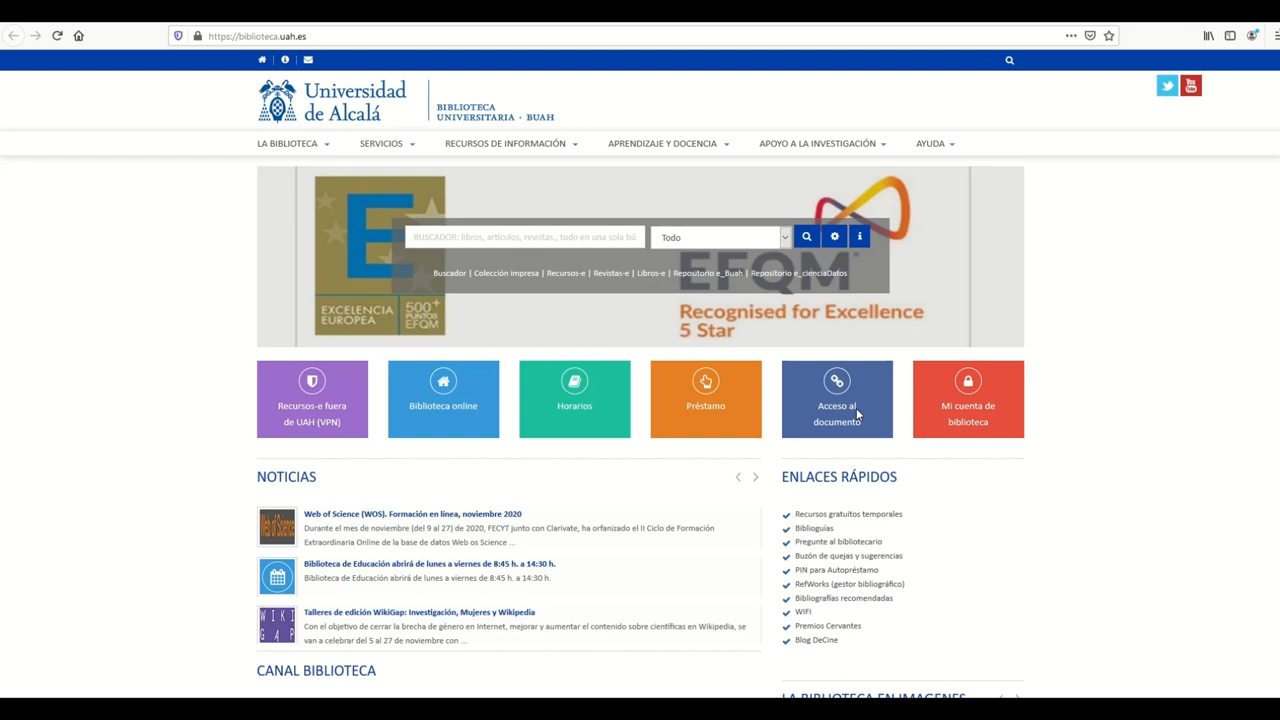 https://biblioteca.uah.es
Universidad
de Alcalá
BIBLIOTECA
UNIVERSITARIA · BUAH
LA BIBLIOTECA
SERVICIOS
RECURSOS DE INFORMACIÓN
APRENDIZAJE Y DOCENCIA
APOYO A LA INVESTIGACIÓN
AYUDA
BUSCADOR: libros, artículos, revistas., todo en una sola bú
Todo
Buscador | Colección impresa | Recursos-e | Revistas-e | Libros-e | Repositorio e_Buah | Repositorio e_cienciaDatos
E
EXCELENCIA
EUROPEA
500+
PUNTOS
EFQM
EFQM
Recognised for Excellence
5 Star
Recursos-e fuera
de UAH (VPN)
Biblioteca online
Horarios
Préstamo
Acceso al
documento
Mi cuenta de
biblioteca
NOTICIAS
Web of Science
Web of Science (WOS). Formación en línea, noviembre 2020
Durante el mes de noviembre (del 9 al 27) de 2020, FECYT junto con Clarivate, ha orfanizado el II Ciclo de Formación
Extraordinaria Online de la base de datos Web os Science ...
Biblioteca de Educación abrirá de lunes a viernes de 8:45 h. a 14:30 h.
Biblioteca de Educación abrirá de lunes a viernes de 8:45 h. a 14:30 h.
WIKI
GAP
Talleres de edición WikiGap: Investigación, Mujeres y Wikipedia
Con el objetivo de cerrar la brecha de género en Internet, mejorar y aumentar el contenido sobre científicas en Wikipedia, se
van a celebrar del 5 al 27 de noviembre con ...
CANAL BIBLIOTECA
ENLACES RÁPIDOS
Recursos gratuitos temporales
Biblioguías
Pregunte al bibliotecario
Buzón de quejas y sugerencias
PIN para Autopréstamo
RefWorks (gestor bibliográfico)
Bibliografías recomendadas
WIFI
Premios Cervantes
Blog DeCine
LA BIBLIOTECA EN IMAGENES